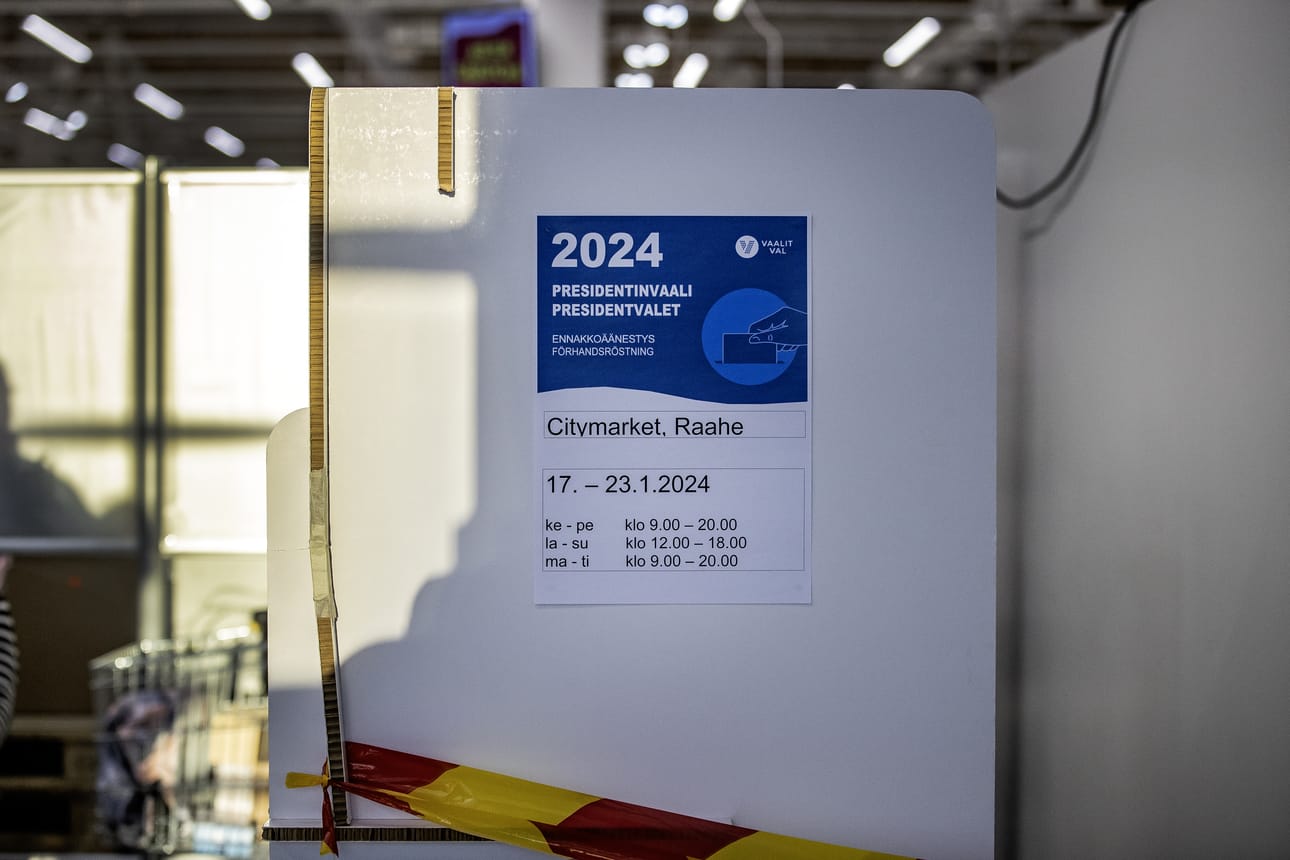 2024
VAALIT
VAL
PRESIDENTINVAALI
PRESIDENTVALET
ENNAKKOÄÄNESTYS
FÖRHANDSRÖSTNING
Citymarket, Raahe
17. – 23.1.2024
ke - pe klo 9.00 – 20.00
la - su klo 12.00 – 18.00
ma - ti klo 9.00 – 20.00